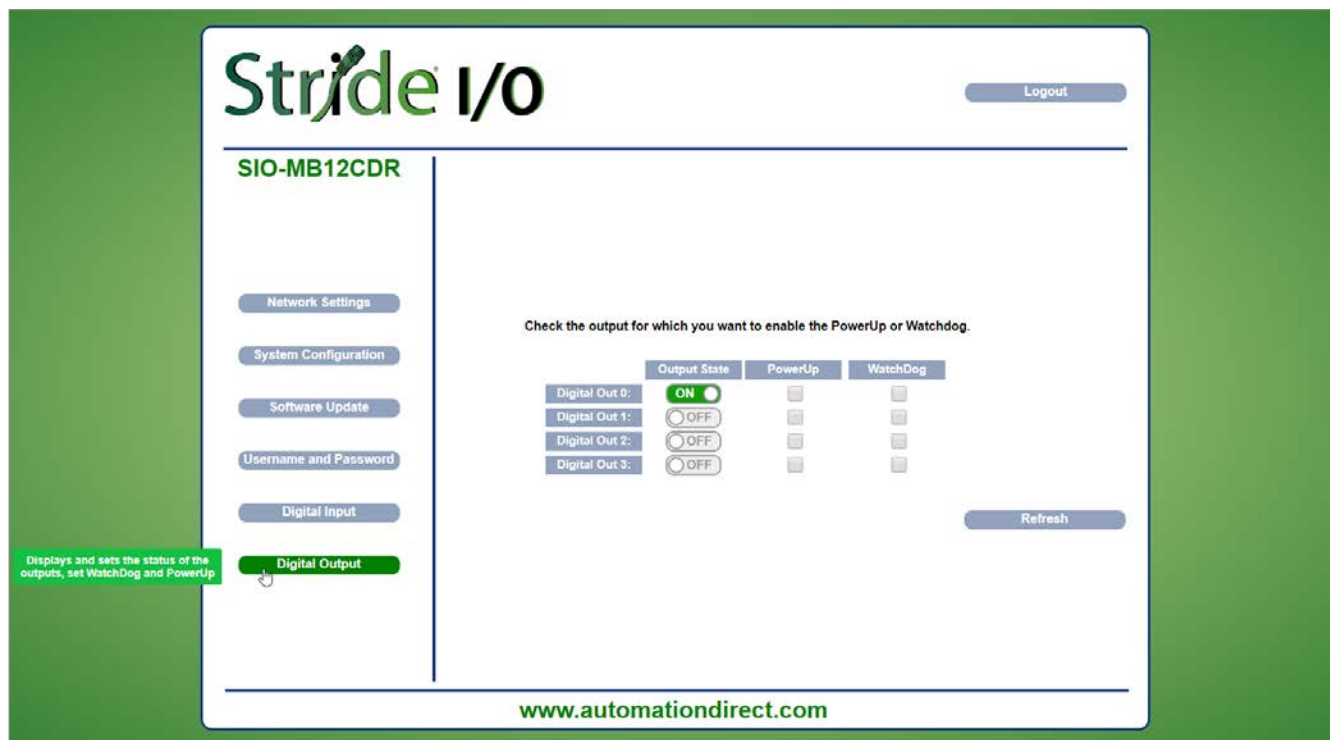 Stride I/O
Logout
SIO-MB12CDR
Network Settings
System Configuration
Software Update
Username and Password
Digital Input
Digital Output
Displays and sets the status of the
outputs, set WatchDog and PowerUp
Check the output for which you want to enable the PowerUp or Watchdog.
Output State PowerUp WatchDog
Digital Out 0: ON
Digital Out 1: OFF
Digital Out 2: OFF
Digital Out 3: OFF
Refresh
www.automationdirect.com